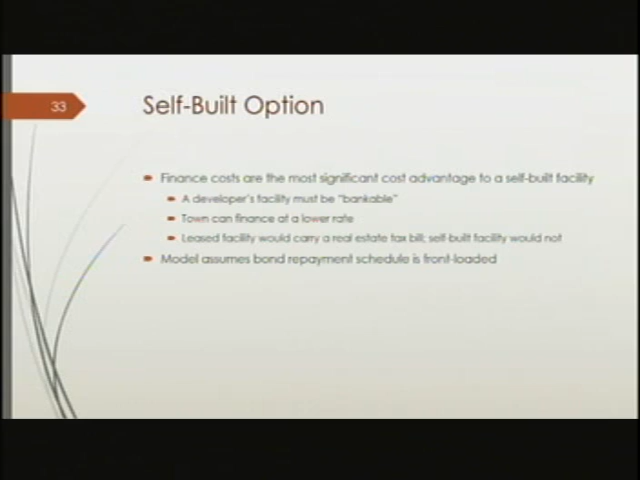 33
Self-Built Option
Finance costs are the most significant cost advantage to a self-built facility
A developer's facility must be "bankable"
Town can finance at a lower rate
Leased facility would carry a real estate tax bill; self-built facility would not
Model assumes bond repayment schedule is front-loaded